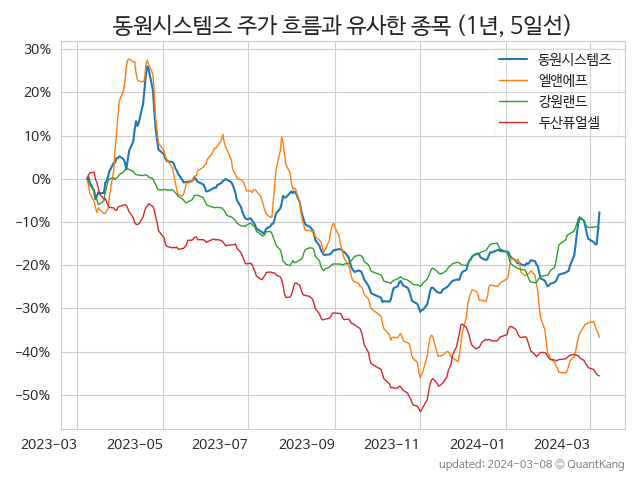 동원시스템즈 주가 흐름과 유사한 종목 (1년, 5일선)
동원시스템즈
엘앤에프
강원랜드
두산퓨얼셀
30%
20%
10%
0%
−10%
−20%
−30%
−40%
−50%
2023-03 2023-05 2023-07 2023-09 2023-11 2024-01 2024-03
updated: 2024-03-08 © QuantKang